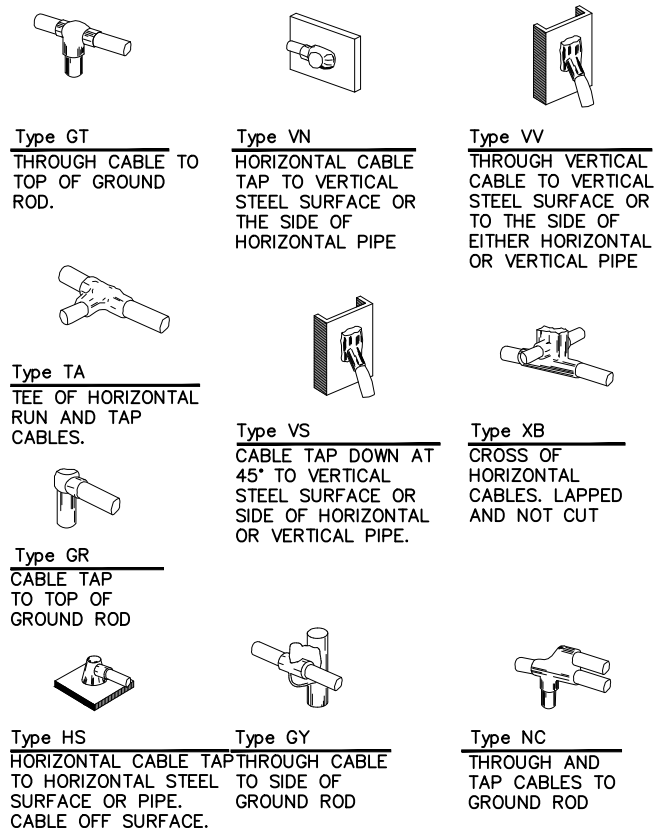 Type GT
THROUGH CABLE TO
TOP OF GROUND
ROD.
Type VN
HORIZONTAL CABLE
TAP TO VERTICAL
STEEL SURFACE OR
THE SIDE OF
HORIZONTAL PIPE
Type VV
THROUGH VERTICAL
CABLE TO VERTICAL
STEEL SURFACE OR
TO THE SIDE OF
EITHER HORIZONTAL
OR VERTICAL PIPE
Type TA
TEE OF HORIZONTAL
RUN AND TAP
CABLES.
Type VS
CABLE TAP DOWN AT
45° TO VERTICAL
STEEL SURFACE OR
SIDE OF HORIZONTAL
OR VERTICAL PIPE.
Type XB
CROSS OF
HORIZONTAL
CABLES. LAPPED
AND NOT CUT
Type GR
CABLE TAP
TO TOP OF
GROUND ROD
Type HS
HORIZONTAL CABLE TAP
TO HORIZONTAL STEEL
SURFACE OR PIPE.
CABLE OFF SURFACE.
Type GY
THROUGH CABLE
TO SIDE OF
GROUND ROD
Type NC
THROUGH AND
TAP CABLES TO
GROUND ROD